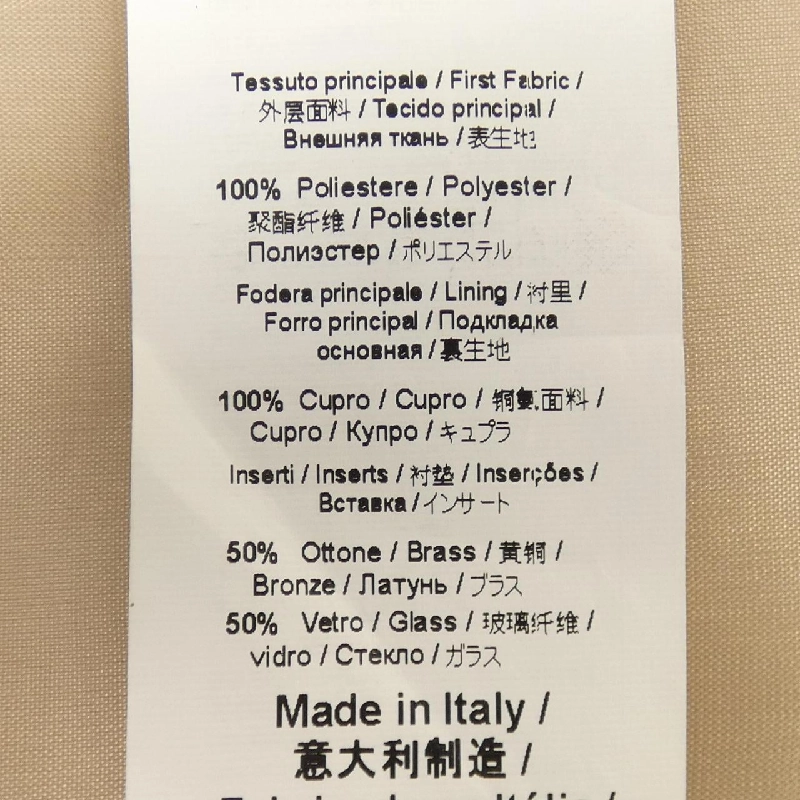 Tessuto principale / First Fabric /
外层面料 / Tecido principal /
Внешняя ткань / 表生地
100% Poliestere / Polyester /
聚酯纤维 / Poliéster /
Полиэстер / ポリエステル
Fodera principale / Lining / 衬里 /
Forro principal / Подкладка
основная / 裏生地
100% Cupro / Cupro / 铜氨面料 /
Cupro / Купро / キュプラ
Inserti / Inserts / 衬垫 / Inserções /
Вставка / インサート
50% Ottone / Brass / 黄铜 /
Bronze / Латунь / ブラス
50% Vetro / Glass / 玻璃纤维 /
vidro / Стекло / ガラス
Made in Italy /
意大利制造 /